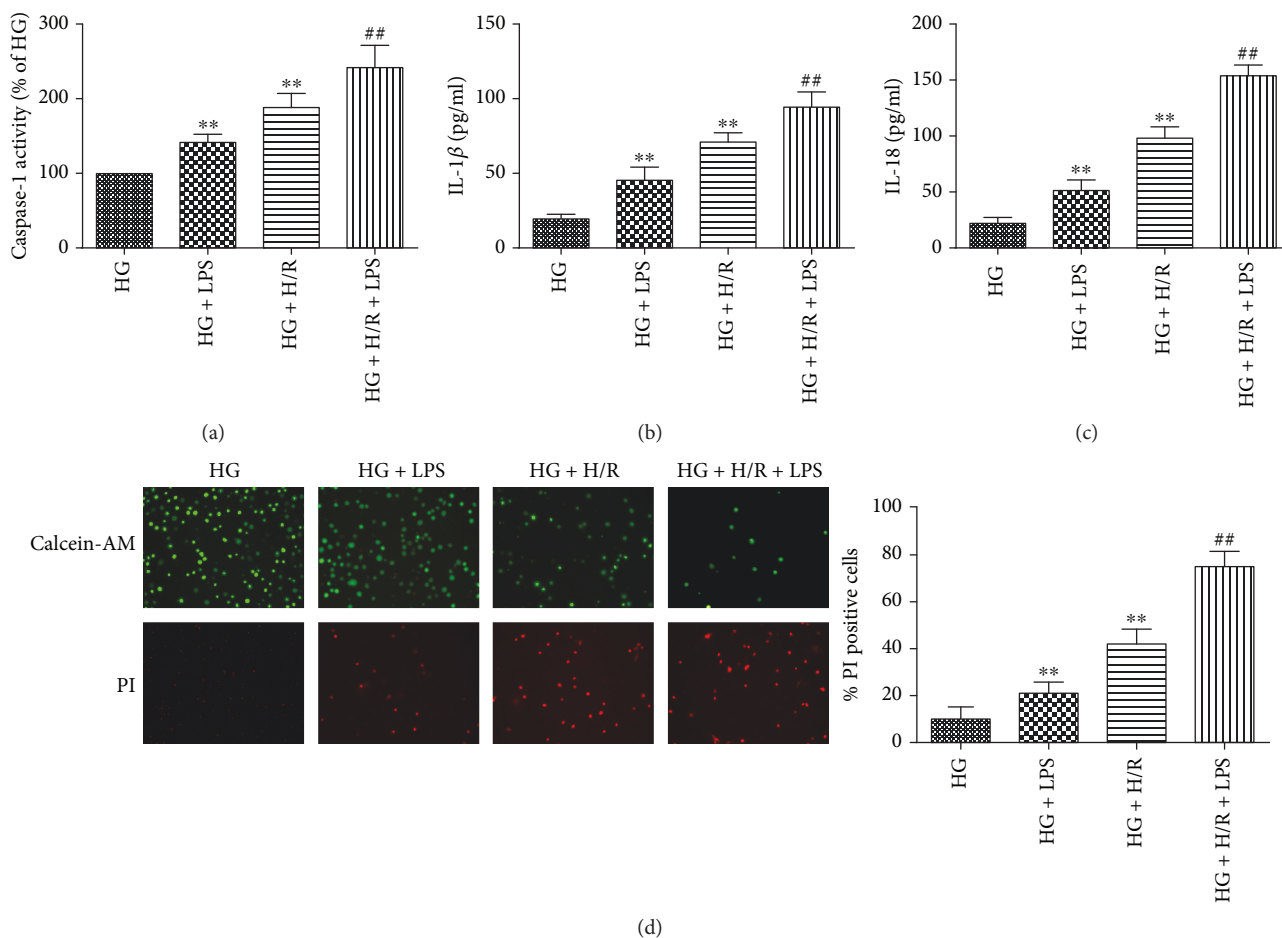 Caspase-1 activity (% of HG)
300
200
100
0
**
**
##
HG
HG + LPS
HG + H/R
HG + H/R + LPS
(a)
IL-1β (pg/ml)
150
100
50
0
**
**
##
HG
HG + LPS
HG + H/R
HG + H/R + LPS
(b)
IL-18 (pg/ml)
200
150
100
50
0
**
**
##
HG
HG + LPS
HG + H/R
HG + H/R + LPS
(c)
HG
HG + LPS
HG + H/R
HG + H/R + LPS
Calcein-AM
PI
% PI positive cells
100
80
60
40
20
0
**
**
##
HG
HG + LPS
HG + H/R
HG + H/R + LPS
(d)